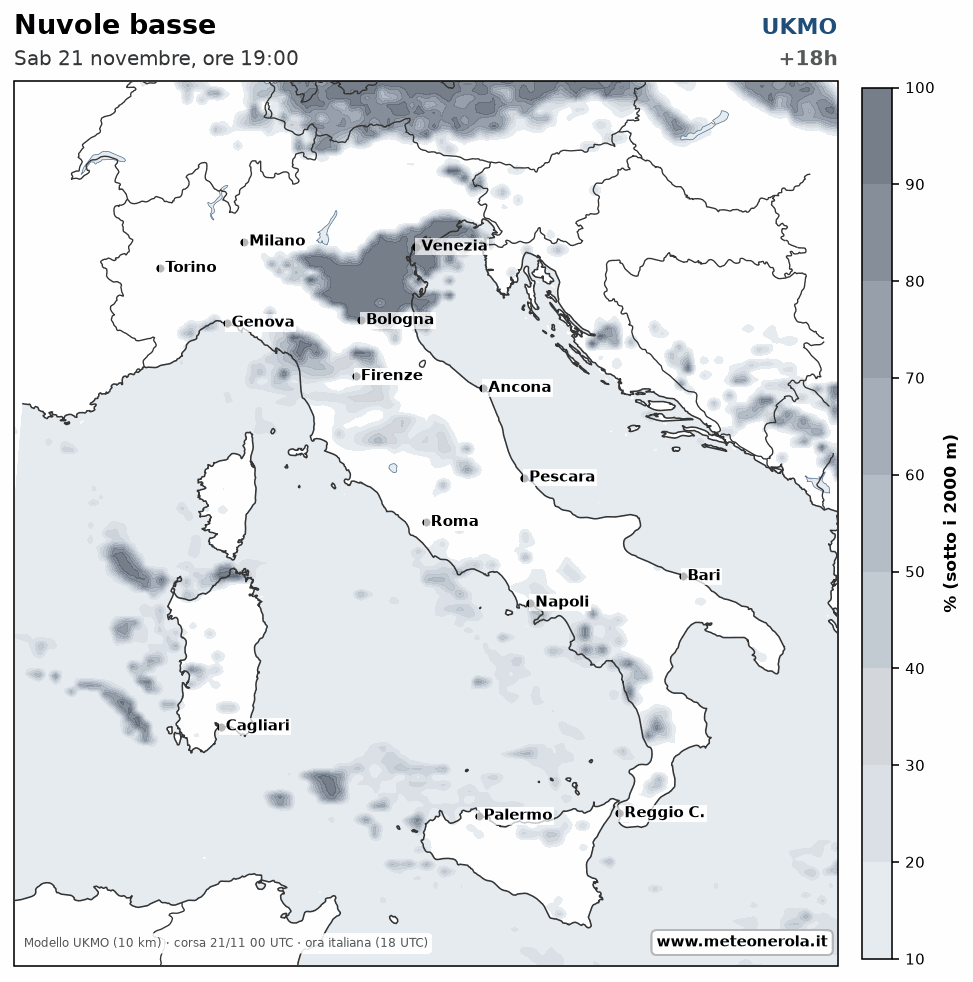 Nuvole basse
UKMO
Sab 21 novembre, ore 19:00
+18h
Milano
Venezia
Torino
Genova
Bologna
Firenze
Ancona
Pescara
Roma
Bari
Napoli
Cagliari
Palermo
Reggio C.
Modello UKMO (10 km) · corsa 21/11 00 UTC · ora italiana (18 UTC)
www.meteonerola.it
100
90
80
70
60
50
40
30
20
10
% (sotto i 2000 m)